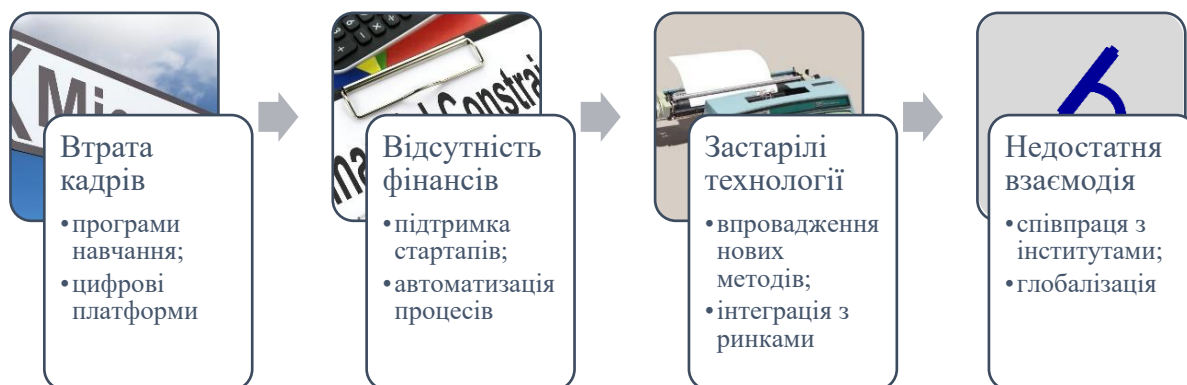 Втрата
кадрів
•програми
навчання;
•цифрові
платформи
Відсутність
фінансів
•підтримка
стартапів;
•автоматизація
процесів
Застарілі
технології
•впровадження
нових
методів;
•інтеграція з
ринками
Недостатня
взаємодія
•співпраця з
інститутами;
•глобалізація